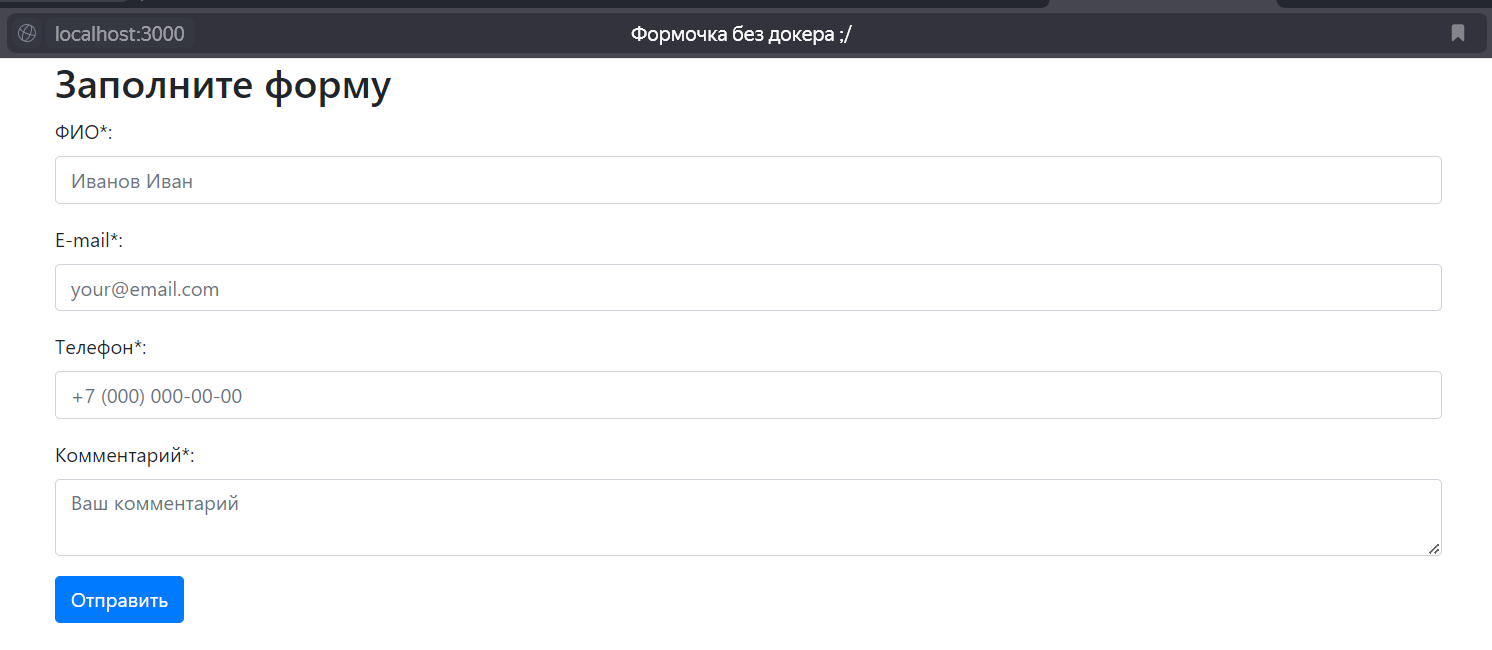 localhost:3000
Формочка без докера ;/
Заполните форму
ФИО*:
Иванов Иван
E-mail*:
your@email.com
Телефон*:
+7 (000) 000-00-00
Комментарий*:
Ваш комментарий
Отправить